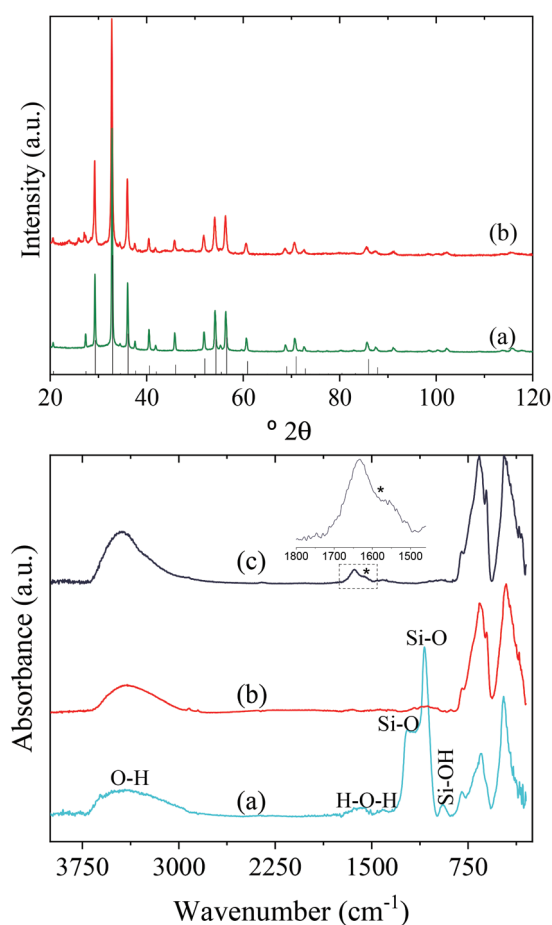 Intensity (a.u.)
(b)
(a)
20 40 60 80 100 120
º 2θ
Absorbance (a.u.)
*
1800 1700 1600 1500
(c)
*
Si-O
(b)
Si-O
O-H
(a)
H-O-H
Si-OH
3750 3000 2250 1500 750
Wavenumber (cm-1)